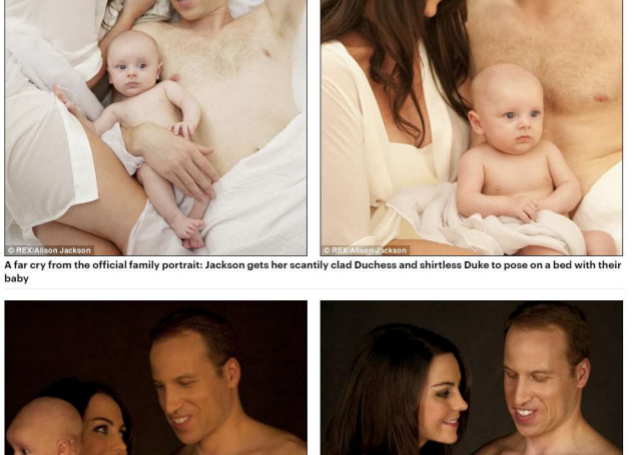 © REX/Alison Jackson
© REX/Alison Jackson
A far cry from the official family portrait: Jackson gets her scantily clad Duchess and shirtless Duke to pose on a bed with their
baby